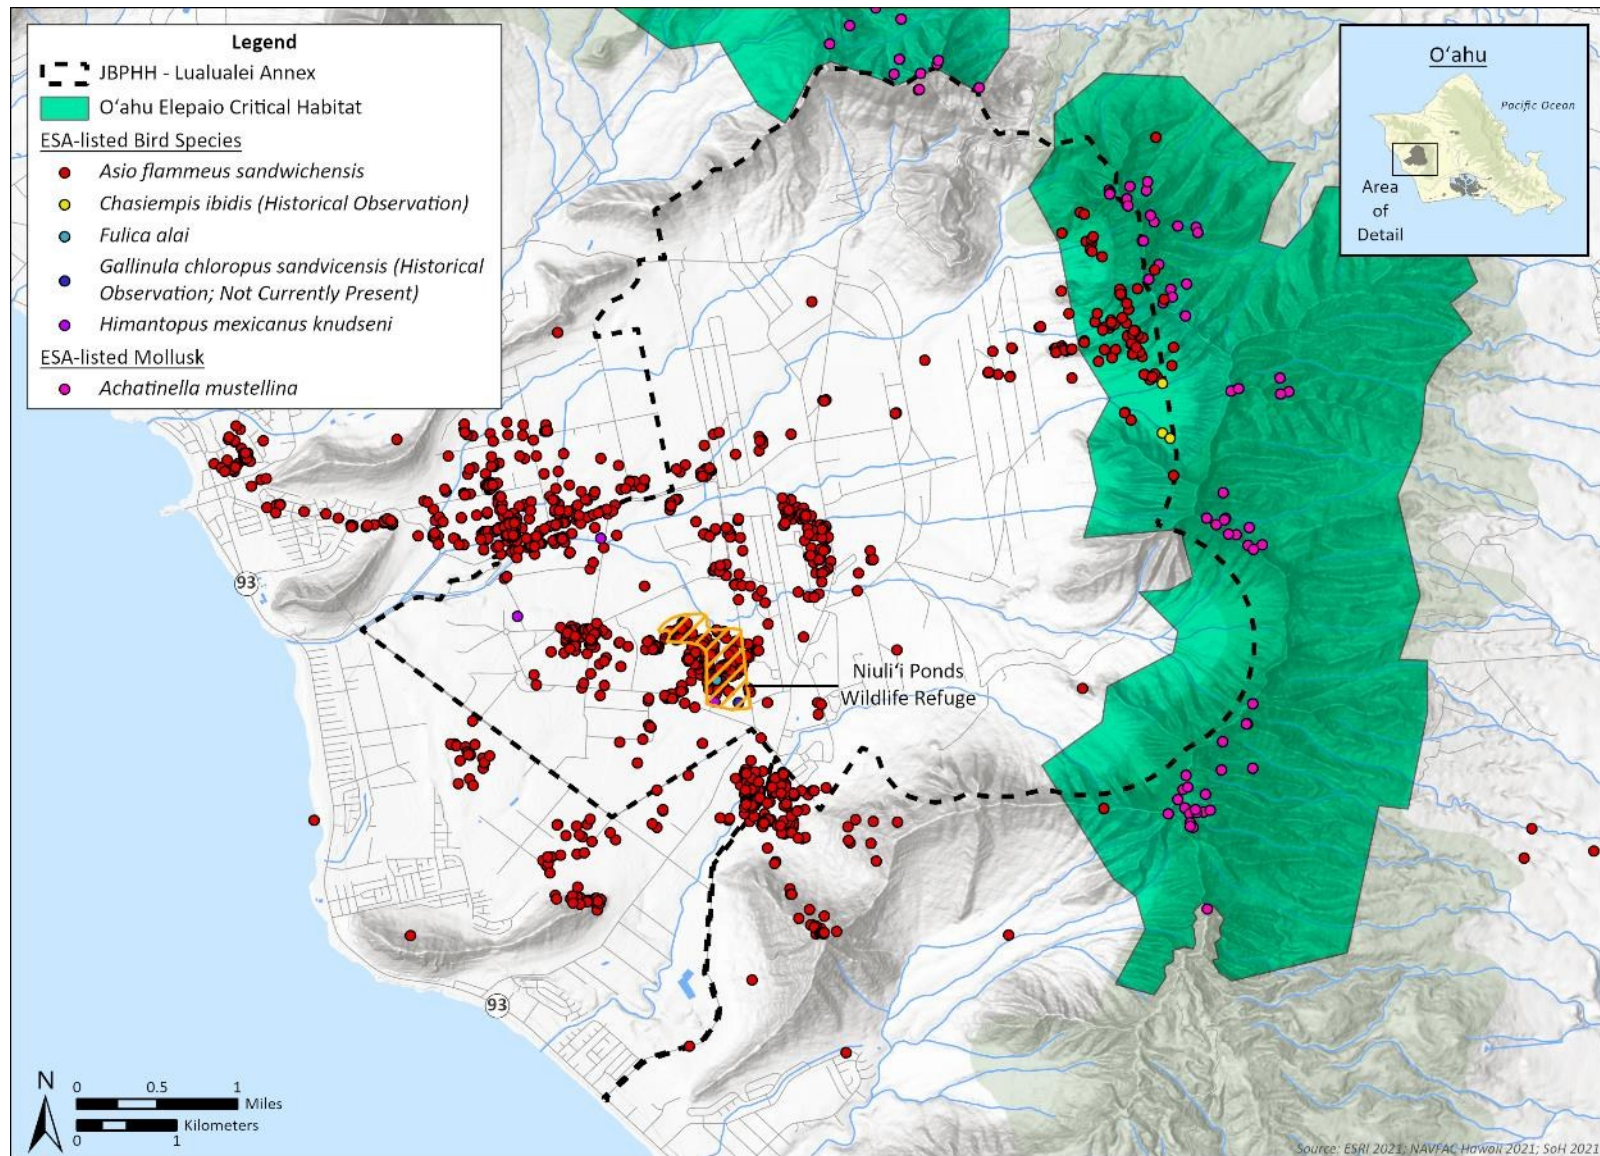 Legend
JBPHH - Lualualei Annex
Oʻahu Elepaio Critical Habitat
ESA-listed Bird Species
Asio flammeus sandwichensis
Chasiempis ibidis (Historical Observation)
Fulica alai
Gallinula chloropus sandvicensis (Historical
Observation; Not Currently Present)
Himantopus mexicanus knudseni
ESA-listed Mollusk
Achatinella mustellina
Oʻahu
Pacific Ocean
Area
of
Detail
93
Niuliʻi Ponds
Wildlife Refuge
93
N
0 0.5 1
Miles
Kilometers
0 1
Source: ESRI 2021; NAVFAC Hawaii 2021; SoH 2021